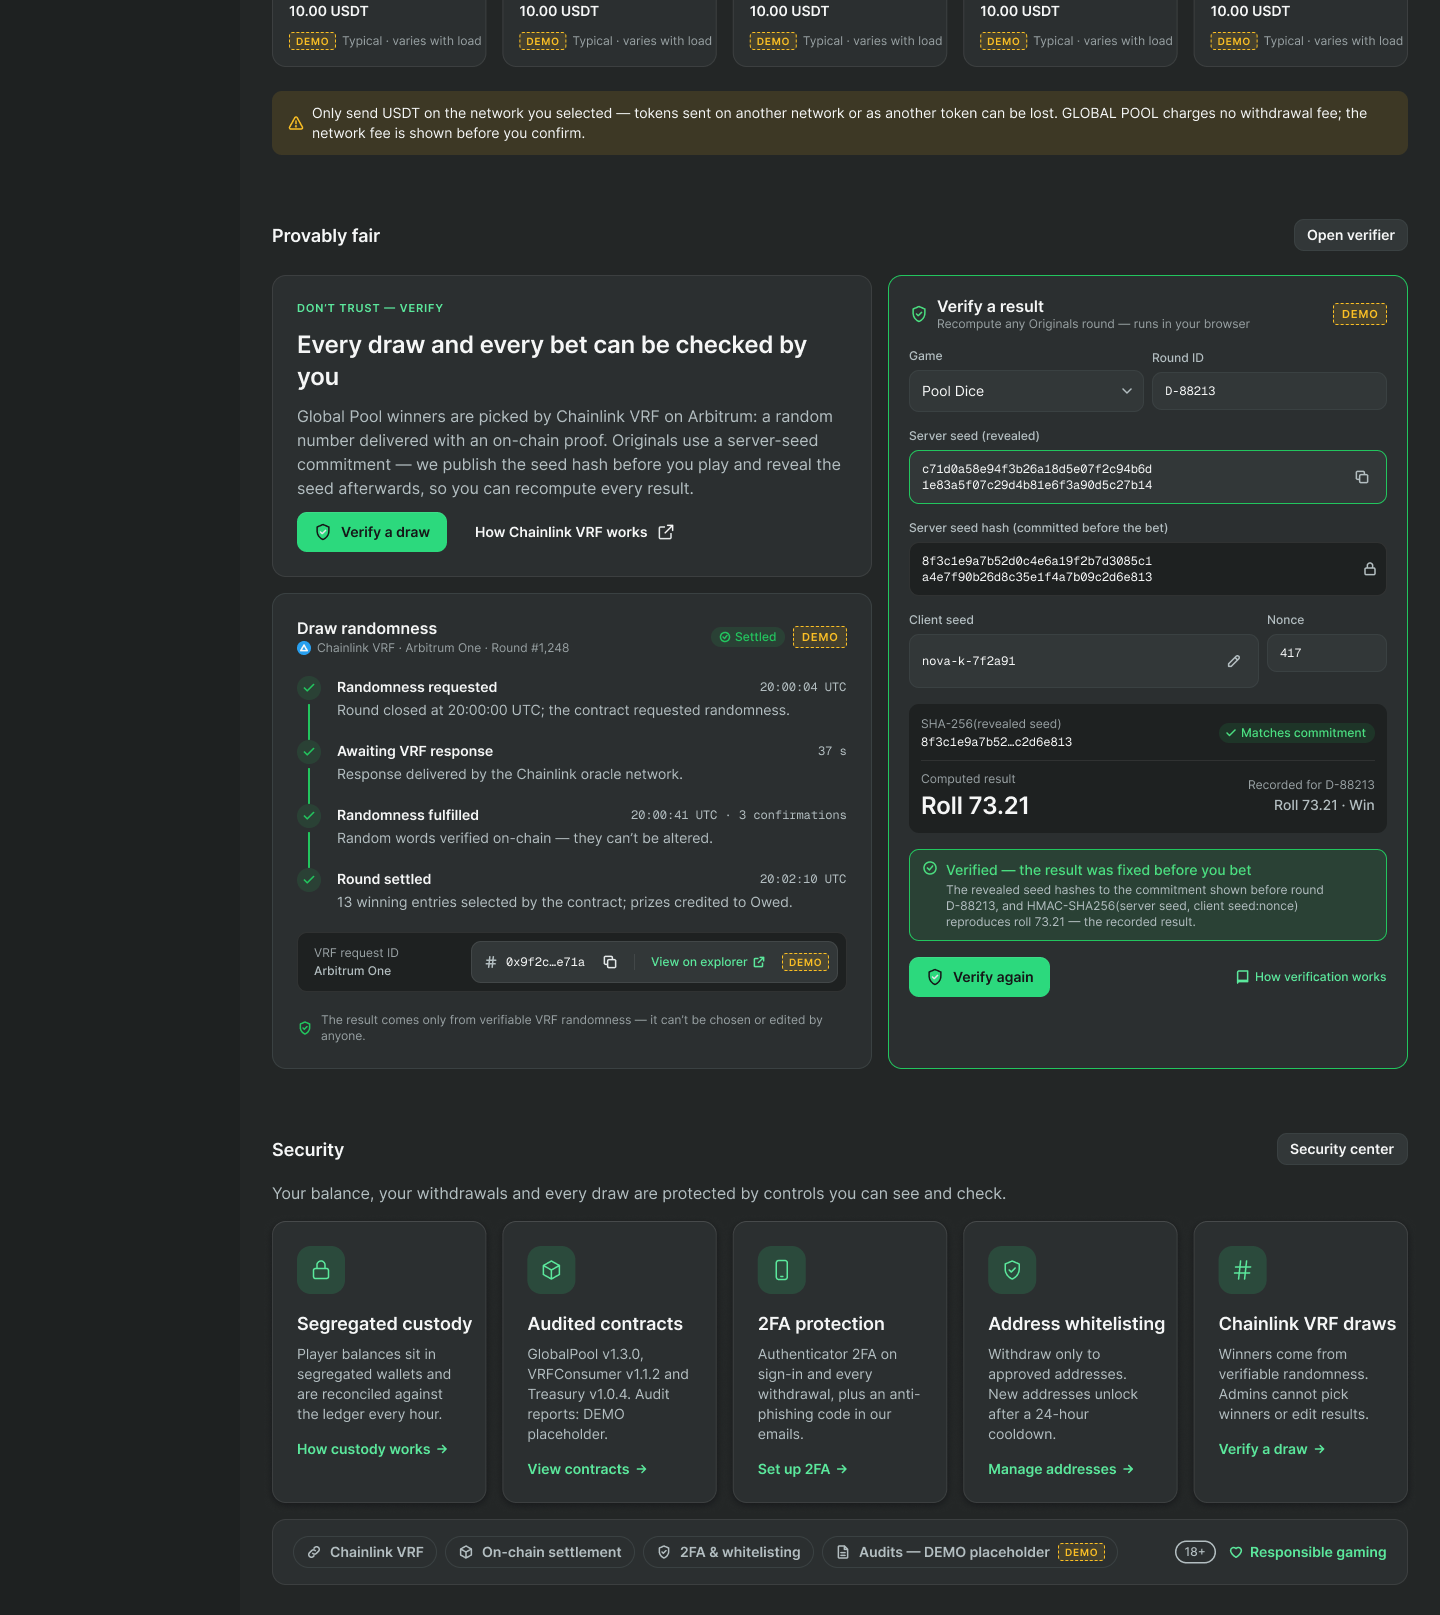 10.00 USDT
10.00 USDT
10.00 USDT
10.00 USDT
10.00 USDT
DEMO Typical · varies with load
DEMO Typical · varies with load
DEMO Typical · varies with load
DEMO Typical · varies with load
DEMO Typical · varies with load
Only send USDT on the network you selected — tokens sent on another network or as another token can be lost. GLOBAL POOL charges no withdrawal fee; the
network fee is shown before you confirm.
Provably fair
Open verifier
DON'T TRUST — VERIFY
Every draw and every bet can be checked by
you
Global Pool winners are picked by Chainlink VRF on Arbitrum: a random
number delivered with an on-chain proof. Originals use a server-seed
commitment — we publish the seed hash before you play and reveal the
seed afterwards, so you can recompute every result.
Verify a draw
How Chainlink VRF works
Draw randomness
Chainlink VRF · Arbitrum One · Round #1,248
Settled
DEMO
Randomness requested
20:00:04 UTC
Round closed at 20:00:00 UTC; the contract requested randomness.
Awaiting VRF response
37 s
Response delivered by the Chainlink oracle network.
Randomness fulfilled
20:00:41 UTC · 3 confirmations
Random words verified on-chain — they can't be altered.
Round settled
20:02:10 UTC
13 winning entries selected by the contract; prizes credited to Owed.
VRF request ID
Arbitrum One
0x9f2c…e71a
View on explorer
DEMO
The result comes only from verifiable VRF randomness — it can't be chosen or edited by
anyone.
Verify a result
Recompute any Originals round — runs in your browser
DEMO
Game
Round ID
Pool Dice
D-88213
Server seed (revealed)
c71d0a58e94f3b26a18d5e07f2c94b6d
1e83a5f07c29d4b81e6f3a90d5c27b14
Server seed hash (committed before the bet)
8f3c1e9a7b52d0c4e6a19f2b7d3085c1
a4e7f90b26d8c35e1f4a7b09c2d6e813
Client seed
Nonce
nova-k-7f2a91
417
SHA-256(revealed seed)
8f3c1e9a7b52…c2d6e813
Matches commitment
Computed result
Roll 73.21
Recorded for D-88213
Roll 73.21 · Win
Verified — the result was fixed before you bet
The revealed seed hashes to the commitment shown before round
D-88213, and HMAC-SHA256(server seed, client seed:nonce)
reproduces roll 73.21 — the recorded result.
Verify again
How verification works
Security
Security center
Your balance, your withdrawals and every draw are protected by controls you can see and check.
Segregated custody
Player balances sit in
segregated wallets and
are reconciled against
the ledger every hour.
How custody works →
Audited contracts
GlobalPool v1.3.0,
VRFConsumer v1.1.2 and
Treasury v1.0.4. Audit
reports: DEMO
placeholder.
View contracts →
2FA protection
Authenticator 2FA on
sign-in and every
withdrawal, plus an anti-
phishing code in our
emails.
Set up 2FA →
Address whitelisting
Withdraw only to
approved addresses.
New addresses unlock
after a 24-hour
cooldown.
Manage addresses →
Chainlink VRF draws
Winners come from
verifiable randomness.
Admins cannot pick
winners or edit results.
Verify a draw →
Chainlink VRF
On-chain settlement
2FA & whitelisting
Audits — DEMO placeholder DEMO
18+
Responsible gaming